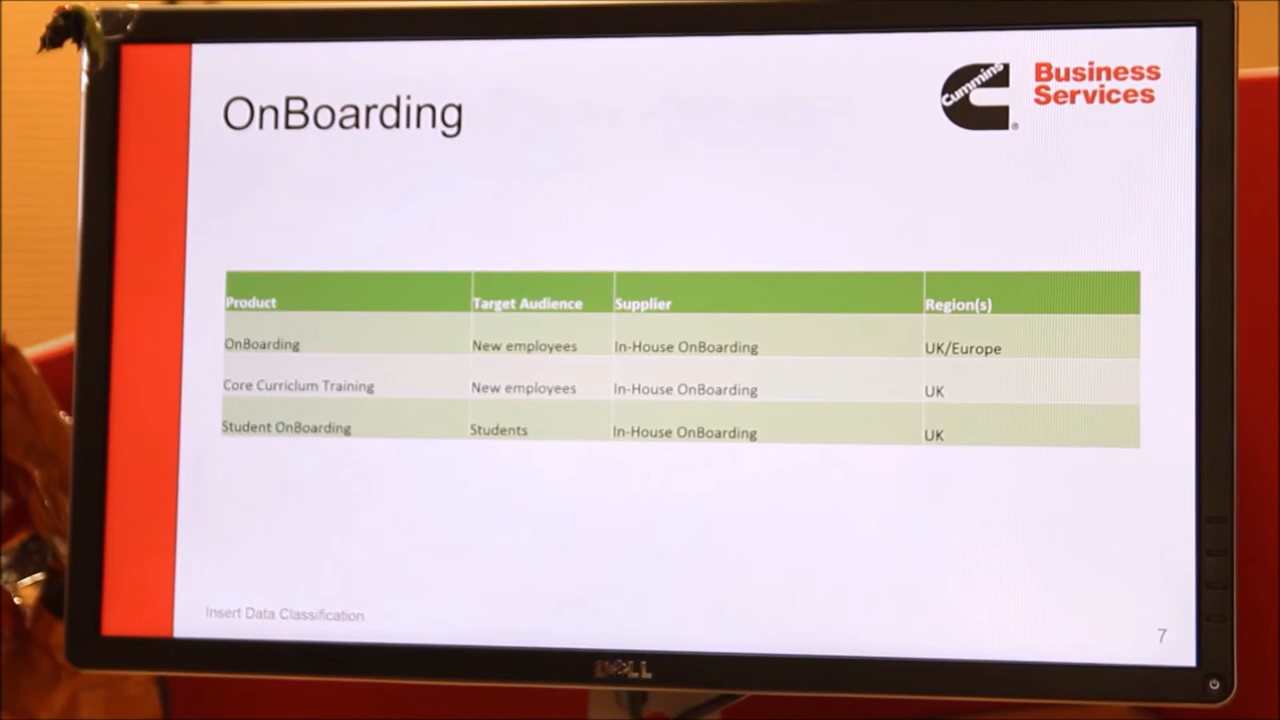 OnBoarding
Cummins
®
Business
Services
Product Target Audience Supplier Region(s)
OnBoarding New employees In-House OnBoarding UK/Europe
Core Curriclum Training New employees In-House OnBoarding UK
Student OnBoarding Students In-House OnBoarding UK
Insert Data Classification
7
DELL